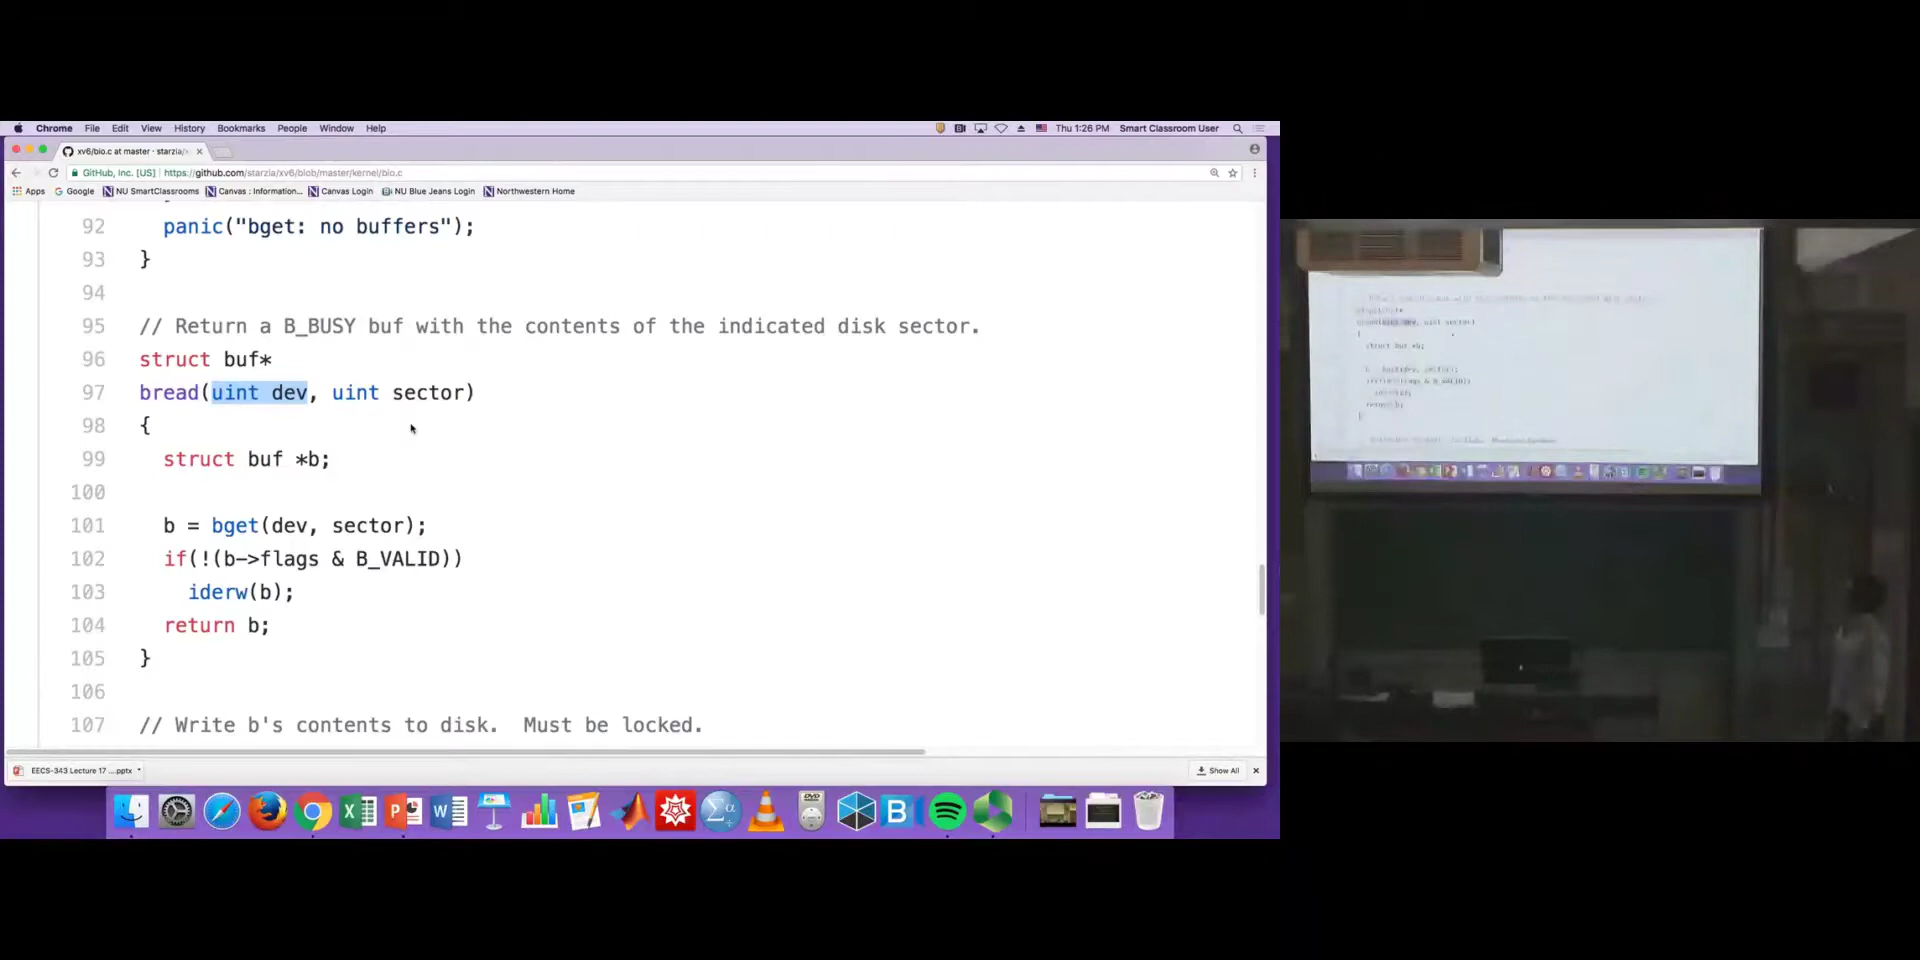 Chrome File Edit View History Bookmarks People Window Help
Thu 1:26 PM Smart Classroom User
xv6/bio.c at master · starzia/x
GitHub, Inc. [US] https://github.com/starzia/xv6/blob/master/kernel/bio.c
Apps Google NU SmartClassrooms Canvas : Information... Canvas Login NU Blue Jeans Login Northwestern Home
92 panic("bget: no buffers");
93 }
94
95 // Return a B_BUSY buf with the contents of the indicated disk sector.
96 struct buf*
97 bread(uint dev, uint sector)
98 {
99 struct buf *b;
100
101 b = bget(dev, sector);
102 if(!(b->flags & B_VALID))
103 iderw(b);
104 return b;
105 }
106
107 // Write b's contents to disk. Must be locked.
EECS-343 Lecture 17 ....pptx
Show All